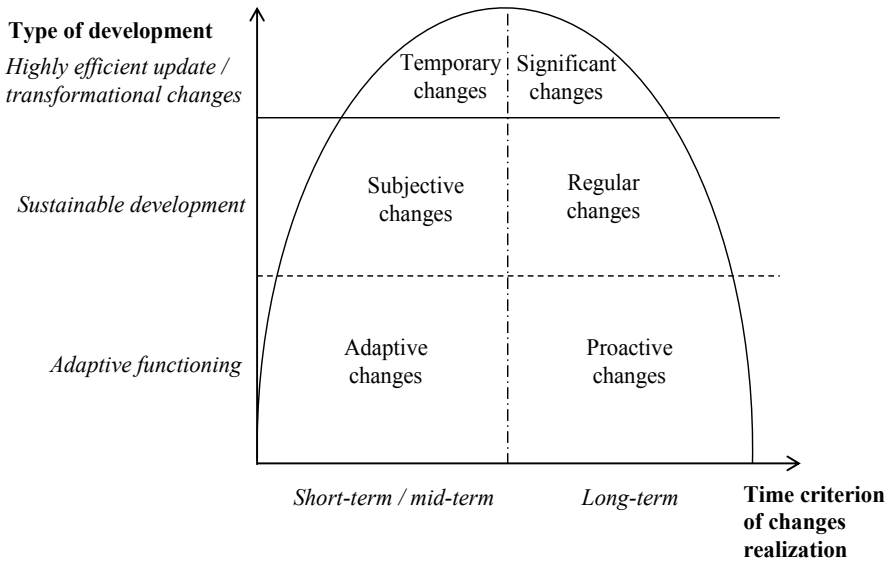 Type of development
Highly efficient update /
transformational changes
Temporary
changes
Significant
changes
Sustainable development
Subjective
changes
Regular
changes
Adaptive functioning
Adaptive
changes
Proactive
changes
Short-term / mid-term
Long-term
Time criterion
of changes
realization